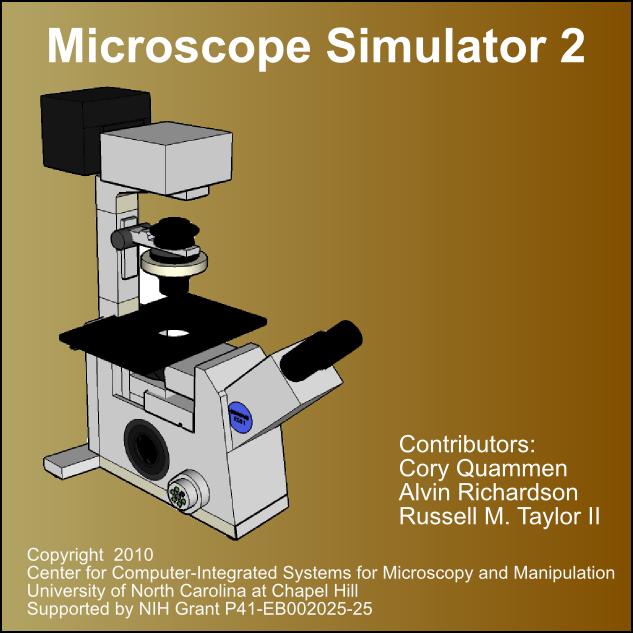 Microscope Simulator 2
Contributors:
Cory Quammen
Alvin Richardson
Russell M. Taylor II
Copyright  2010
Center for Computer-Integrated Systems for Microscopy and Manipulation
University of North Carolina at Chapel Hill
Supported by NIH Grant P41-EB002025-25